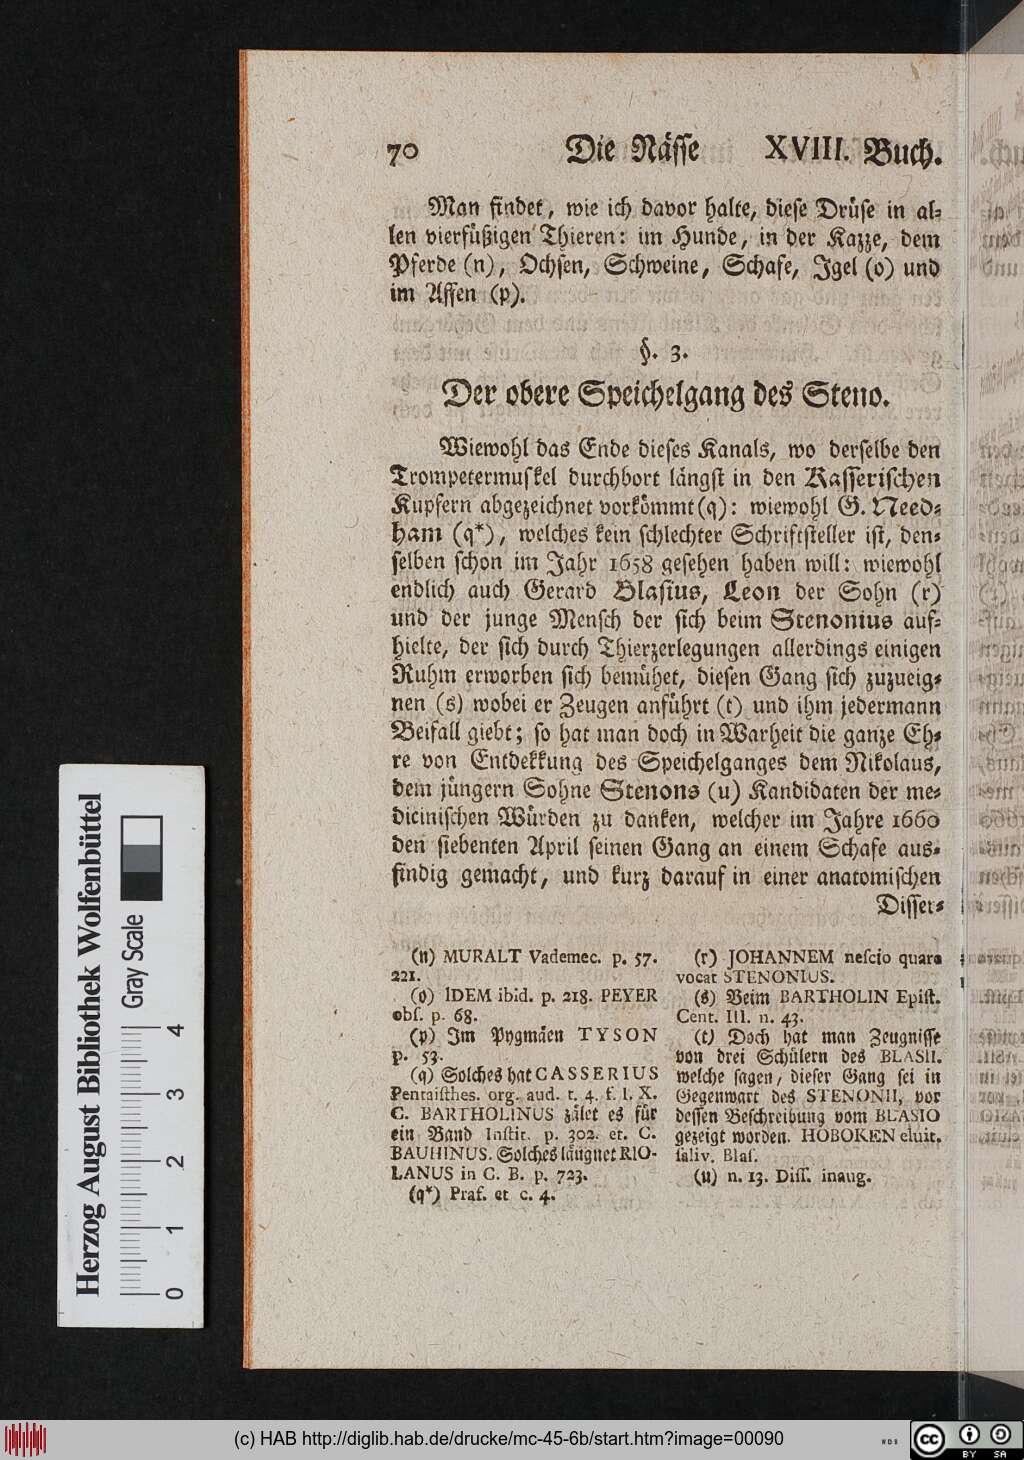 70 Die Nässe XVIII. Buch.
Man findet, wie ich davor halte, diese Drüse in al-
len vierfüßigen Thieren: im Hunde, in der Kazze, dem
Pferde (n), Ochsen, Schweine, Schafe, Igel (o) und
im Affen (p).
§. 3.
Der obere Speichelgang des Steno.
Wiewohl das Ende dieses Kanals, wo derselbe den
Trompetermuskel durchbort längst in den Kasserischen
Kupfern abgezeichnet vorkömmt (q): wiewohl G. Need-
ham (q*), welches kein schlechter Schriftsteller ist, den-
selben schon im Jahr 1658 gesehen haben will: wiewohl
endlich auch Gerard Blasius, Leon der Sohn (r)
und der junge Mensch der sich beim Stenonius auf-
hielte, der sich durch Thierzerlegungen allerdings einigen
Ruhm erworben sich bemühet, diesen Gang sich zuzueig-
nen (s) wobei er Zeugen anführt (t) und ihm jedermann
Beifall giebt; so hat man doch in Warheit die ganze Eh-
re von Entdekkung des Speichelganges dem Nikolaus,
dem jüngern Sohne Stenons (u) Kandidaten der me-
dicinischen Würden zu danken, welcher im Jahre 1660
den siebenten April seinen Gang an einem Schafe aus-
findig gemacht, und kurz darauf in einer anatomischen
Disser-
(n) MURALT Vademec. p. 57.
221.
(o) IDEM ibid. p. 218. PEYER
obs. p. 68.
(p) Im Pygmäen TYSON
p. 53.
(q) Solches hat CASSERIUS
Pentaisthes. org. aud. t. 4. f. 1. X.
C. BARTHOLINUS zälet es für
ein Band Instit. p. 302. et. C.
BAUHINUS. Solches läugnet RIO-
LANUS in C. B. p. 723.
(q*) Praf. et c. 4.
(r) JOHANNEM nescio quare
vocat STENONIUS.
(s) Beim BARTHOLIN Epist.
Cent. III. n. 43.
(t) Doch hat man Zeugnisse
von drei Schülern des BLASII.
welche sagen, dieser Gang sei in
Gegenwart des STENONII, vor
dessen Beschreibung vom BLASIO
gezeigt worden. HOBOKEN eluit.
saliv. Blas.
(u) n. 13. Diss. inaug.
Herzog August Bibliothek Wolfenbüttel
Gray Scale
0 1 2 3 4
(c) HAB http://diglib.hab.de/drucke/mc-45-6b/start.htm?image=00090
cc BY SA